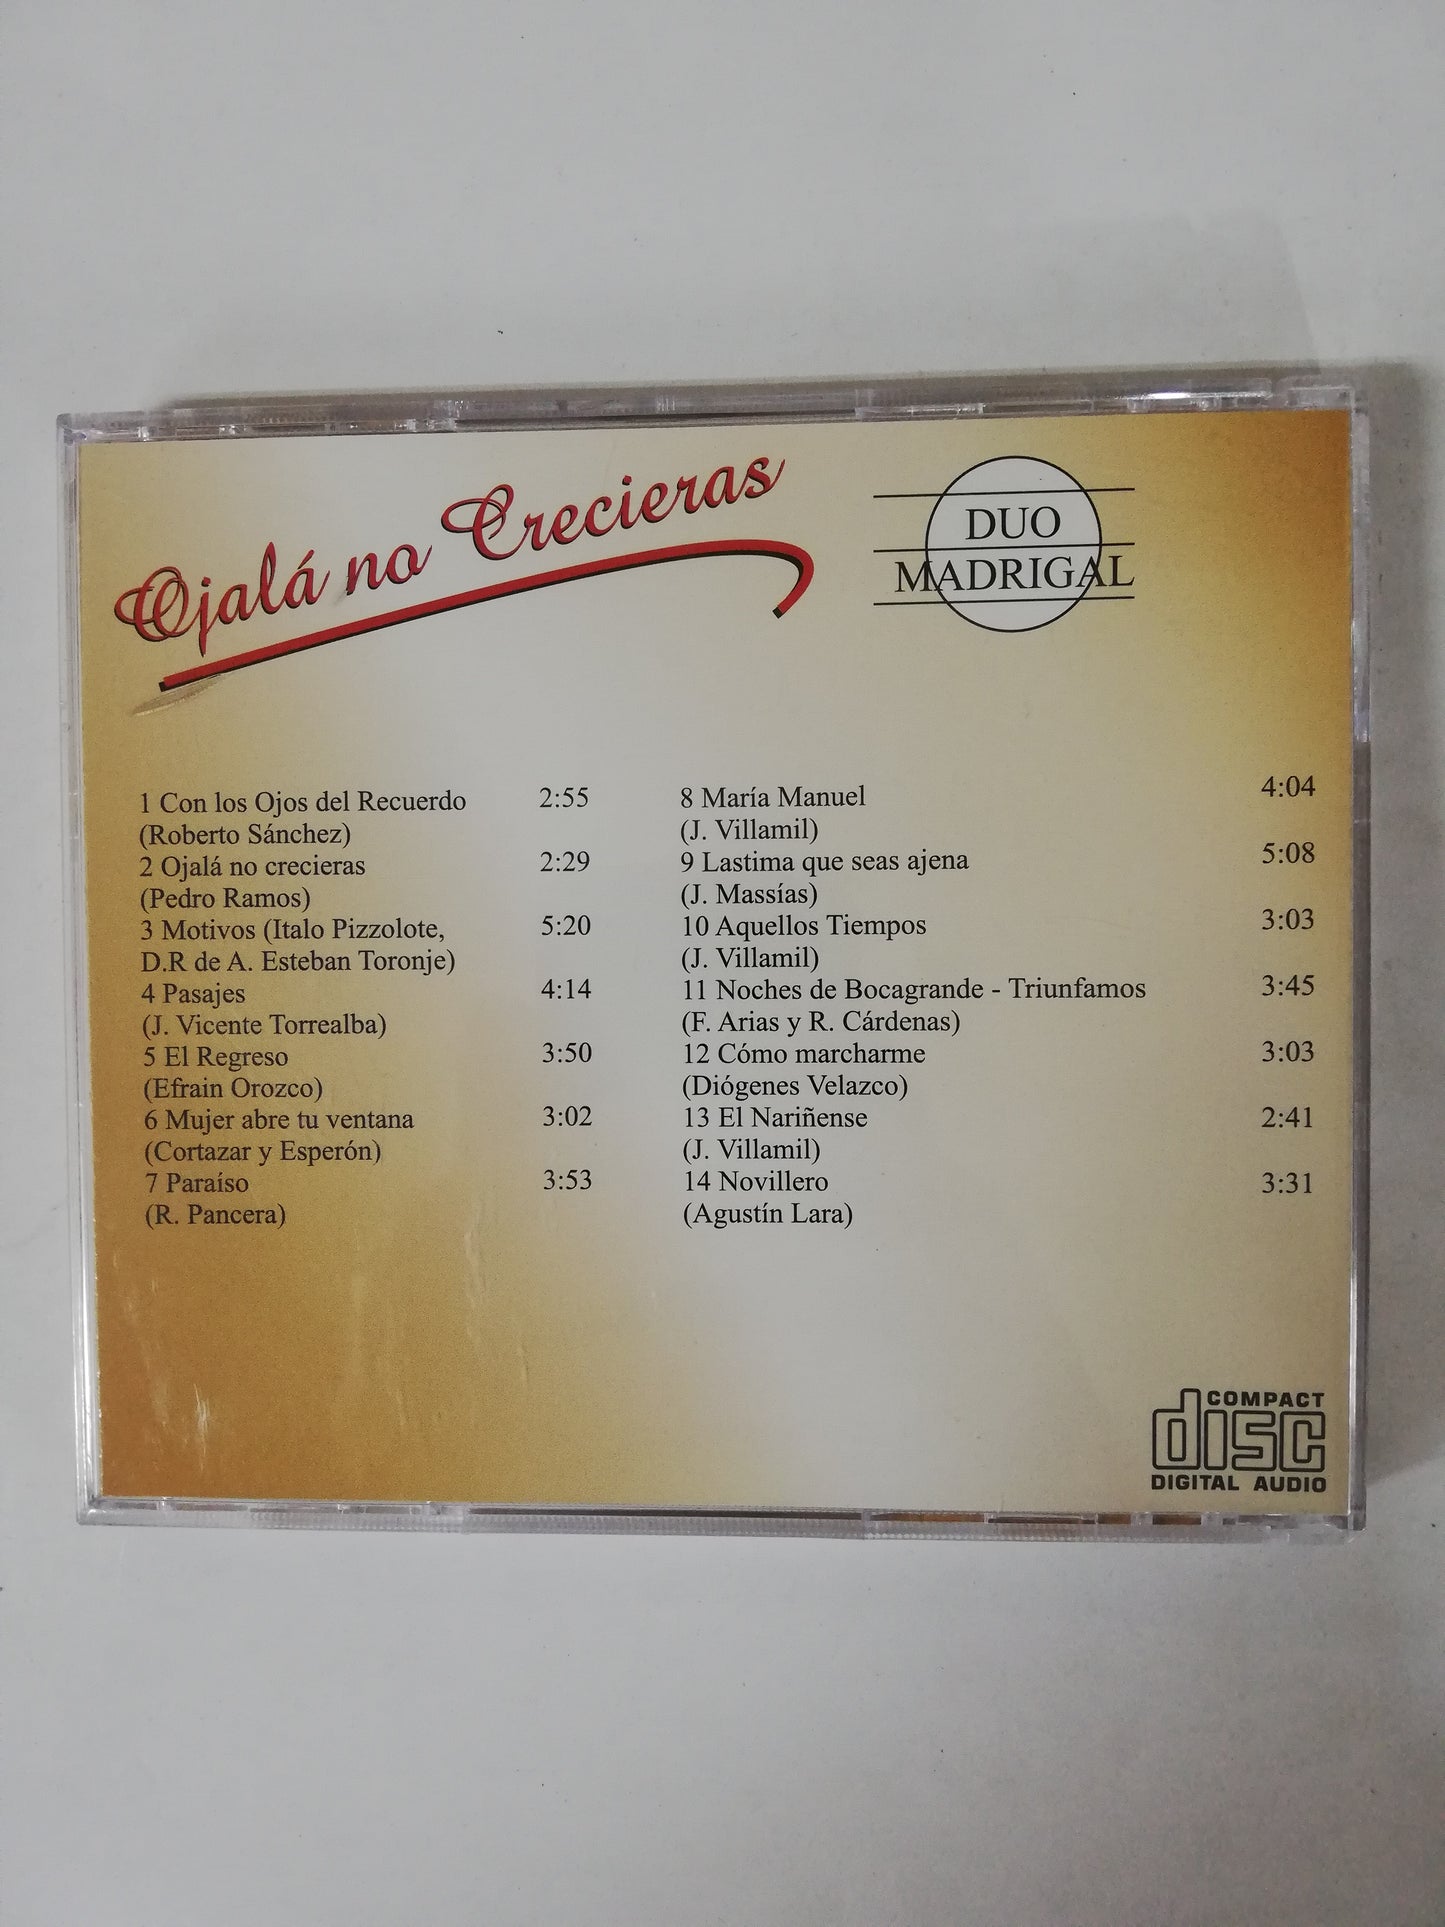 Ojalá no Crecieras
DUO
MADRIGAL
1 Con los Ojos del Recuerdo 2:55
(Roberto Sánchez)
2 Ojalá no crecieras 2:29
(Pedro Ramos)
3 Motivos (Italo Pizzolote, 5:20
D.R de A. Esteban Toronje)
4 Pasajes 4:14
(J. Vicente Torrealba)
5 El Regreso 3:50
(Efrain Orozco)
6 Mujer abre tu ventana 3:02
(Cortazar y Esperón)
7 Paraíso 3:53
(R. Pancera)
8 María Manuel 4:04
(J. Villamil)
9 Lastima que seas ajena 5:08
(J. Massías)
10 Aquellos Tiempos 3:03
(J. Villamil)
11 Noches de Bocagrande - Triunfamos 3:45
(F. Arias y R. Cárdenas)
12 Cómo marcharme 3:03
(Diógenes Velazco)
13 El Nariñense 2:41
(J. Villamil)
14 Novillero 3:31
(Agustín Lara)
COMPACT
disc
DIGITAL AUDIO